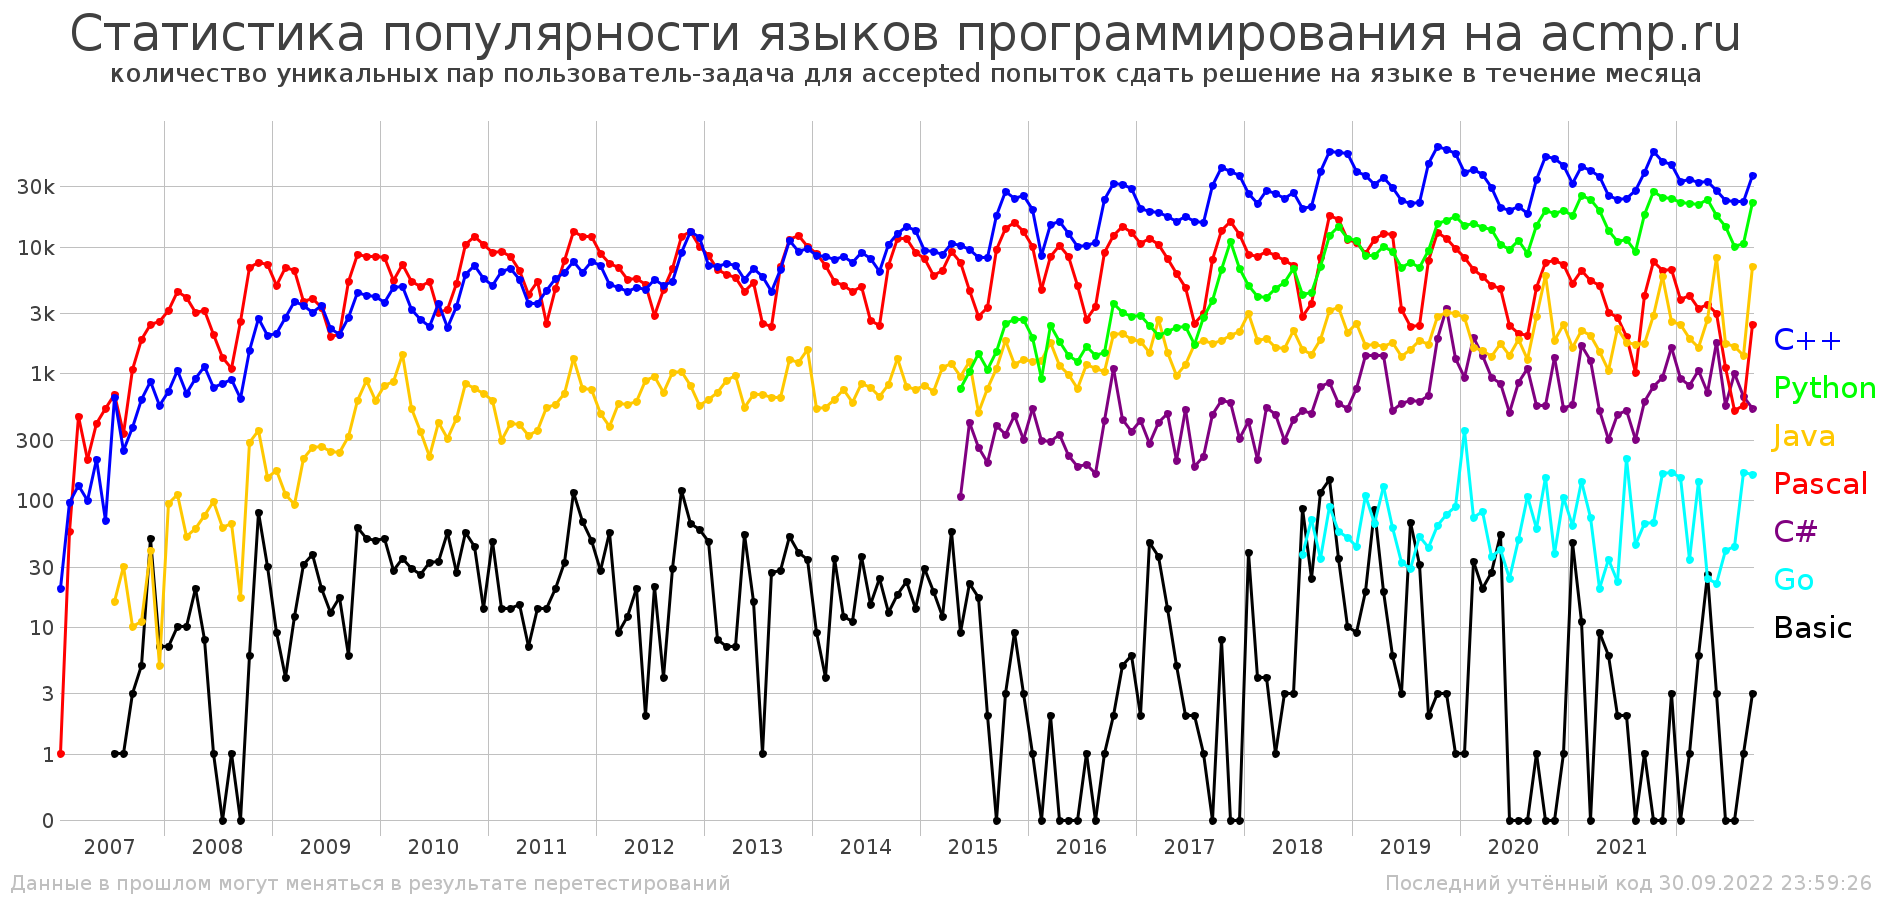 Статистика популярности языков программирования на acmp.ru
количество уникальных пар пользователь-задача для accepted попыток сдать решение на языке в течение месяца
30k
10k
3k
1k
300
100
30
10
3
1
0
C++
Python
Java
Pascal
C#
Go
Basic
2007 2008 2009 2010 2011 2012 2013 2014 2015 2016 2017 2018 2019 2020 2021
Данные в прошлом могут меняться в результате перетестирований
Последний учтённый код 30.09.2022 23:59:26